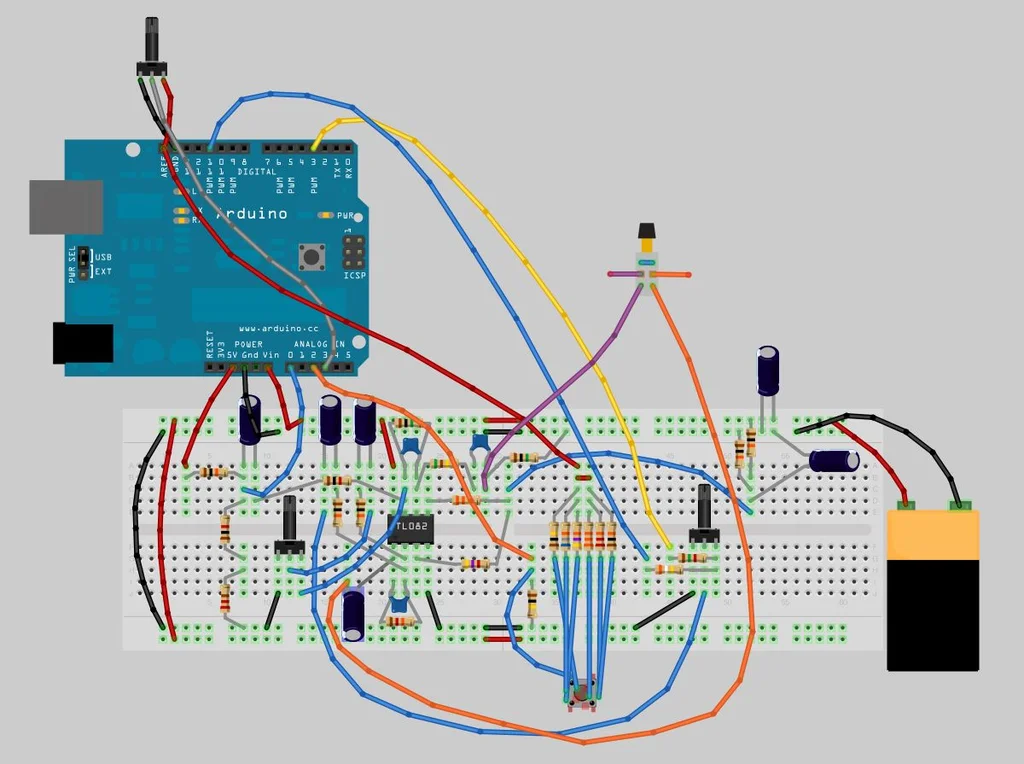 AREF
GND
13
12
PWM 11
PWM 10
PWM 9
8
7
PWM 6
PWM 5
4
PWM 3
2
TX 1
RX 0
DIGITAL
L
Arduino
PWR
1
ICSP
PWR SEL
USB
EXT
www.arduino.cc
POWER
ANALOG IN
RESET
3V3
5V Gnd Vin
0 1 2 3 4 5
TL082